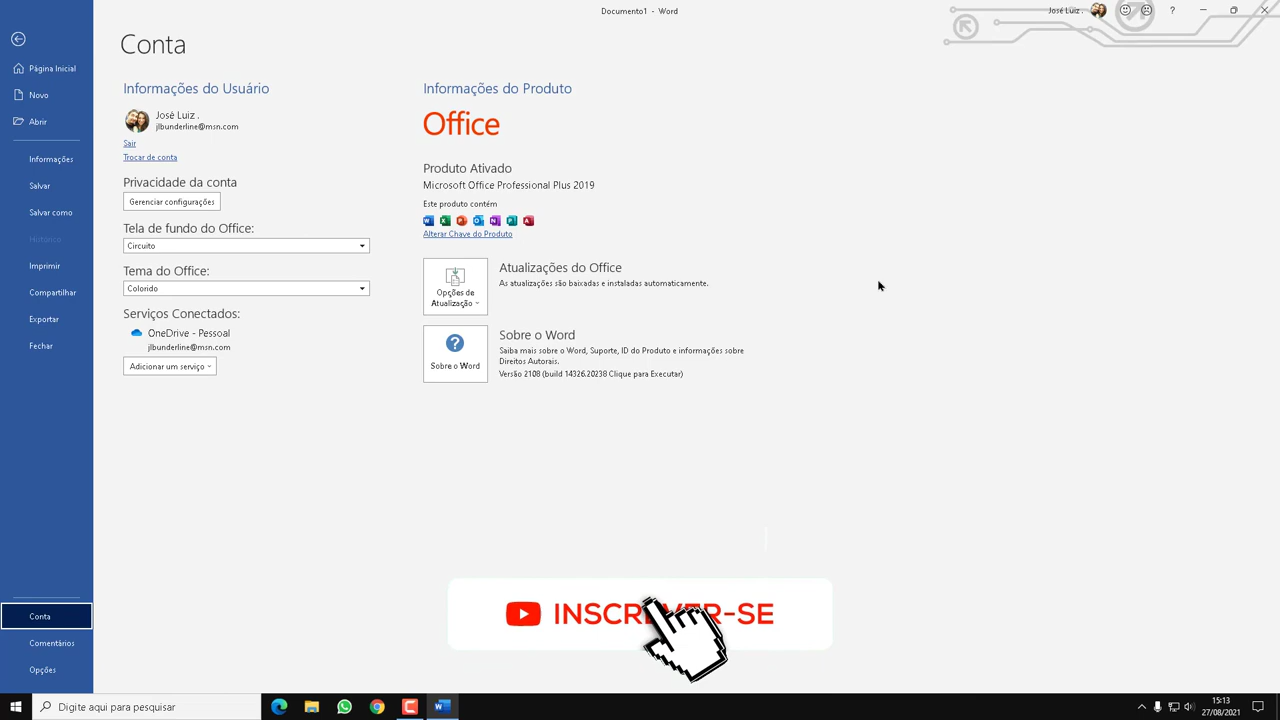 Documento1 - Word
José Luiz .
?
Conta
Página Inicial
Novo
Abrir
Informações
Salvar
Salvar como
Histórico
Imprimir
Compartilhar
Exportar
Fechar
Conta
Comentários
Opções
Informações do Usuário
José Luiz .
jlbunderline@msn.com
Sair
Trocar de conta
Privacidade da conta
Gerenciar configurações
Tela de fundo do Office:
Circuito
Tema do Office:
Colorido
Serviços Conectados:
OneDrive - Pessoal
jlbunderline@msn.com
Adicionar um serviço
Informações do Produto
Office
Produto Ativado
Microsoft Office Professional Plus 2019
Este produto contém
Alterar Chave do Produto
Opções de
Atualização
Atualizações do Office
As atualizações são baixadas e instaladas automaticamente.
?
Sobre o Word
Sobre o Word
Saiba mais sobre o Word, Suporte, ID do Produto e informações sobre
Direitos Autorais.
Versão 2108 (build 14326.20238 Clique para Executar)
INSCREVER-SE
Digite aqui para pesquisar
15:13
27/08/2021